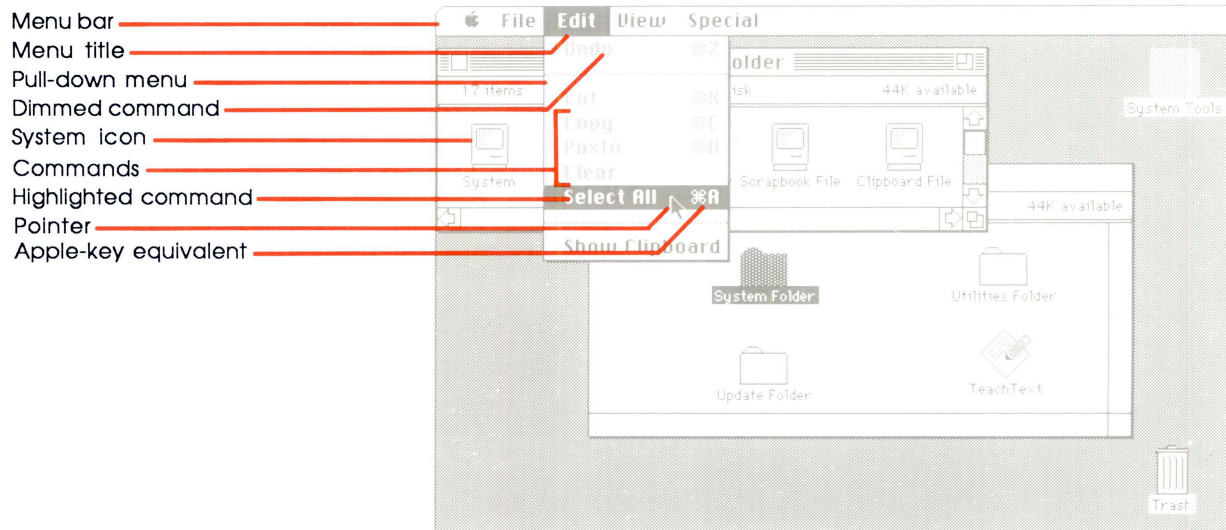 Menu bar
Menu title
Pull-down menu
Dimmed command
System icon
Commands
Highlighted command
Pointer
Apple-key equivalent
File Edit View Special
Undo ⌘Z
Cut ⌘X
Copy ⌘C
Paste ⌘V
Clear
Select All ⌘A
Show Clipboard
older
17 items
isk
44K available
System
Scrapbook File
Clipboard File
44K available
System Folder
Utilities Folder
Update Folder
TeachText
System Tools
Trash